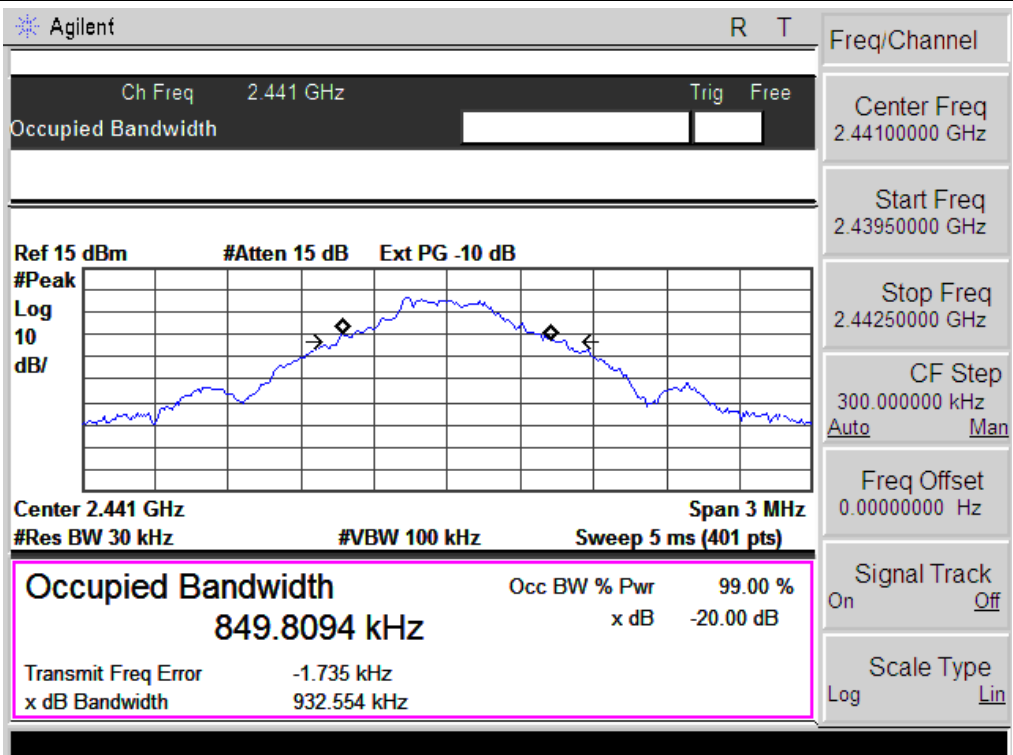 Agilent R T
Ch Freq 2.441 GHz Trig Free
Occupied Bandwidth
Ref 15 dBm #Atten 15 dB Ext PG -10 dB
#Peak
Log
10
dB/
Center 2.441 GHz Span 3 MHz
#Res BW 30 kHz #VBW 100 kHz Sweep 5 ms (401 pts)
Occupied Bandwidth Occ BW % Pwr 99.00 %
849.8094 kHz x dB -20.00 dB
Transmit Freq Error -1.735 kHz
x dB Bandwidth 932.554 kHz
Freq/Channel
Center Freq
2.44100000 GHz
Start Freq
2.43950000 GHz
Stop Freq
2.44250000 GHz
CF Step
300.000000 kHz
Auto Man
Freq Offset
0.00000000 Hz
Signal Track
On Off
Scale Type
Log Lin